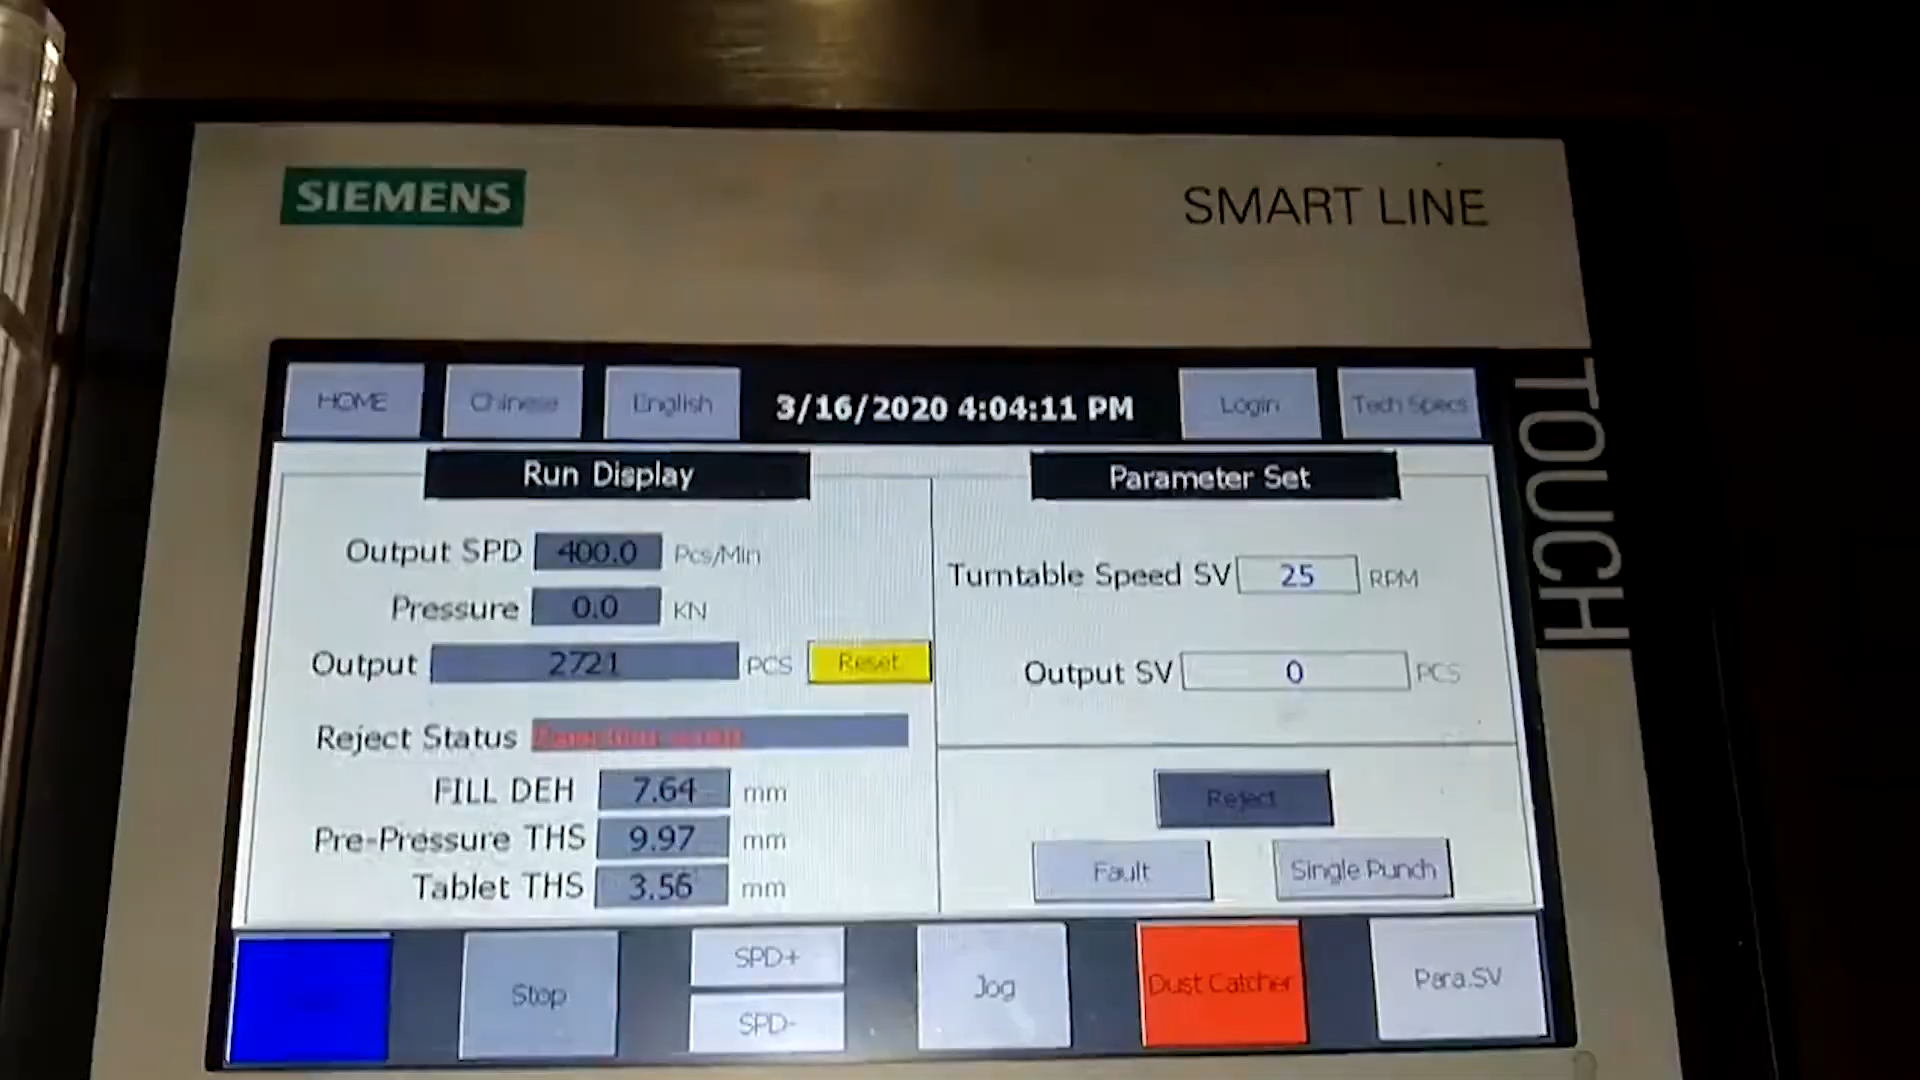 SIEMENS
SMART LINE
TOUCH
HOME
Chinese
English
3/16/2020 4:04:11 PM
Login
Tech Specs
Run Display
Parameter Set
Output SPD 400.0 Pcs/Min
Pressure 0.0 KN
Output 2721 PCS Reset
Reject Status
FILL DEH 7.64 mm
Pre-Pressure THS 9.97 mm
Tablet THS 3.56 mm
Turntable Speed SV 25 RPM
Output SV 0 PCS
Reject
Fault
Single Punch
Stop
SPD+
SPD-
Jog
Dust Catcher
Para.SV